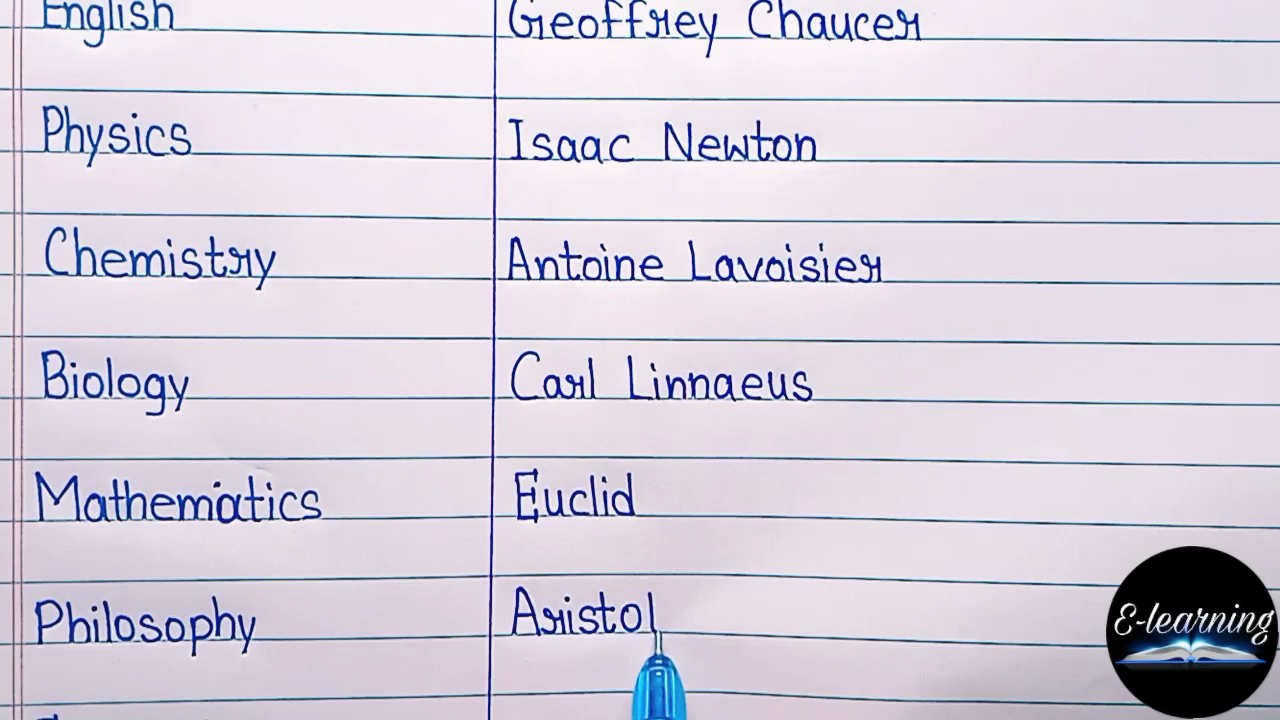 English Geoffrey Chaucer
Physics Isaac Newton
Chemistry Antoine Lavoisier
Biology Carl Linnaeus
Mathematics Euclid
Philosophy Aristol
E-learning